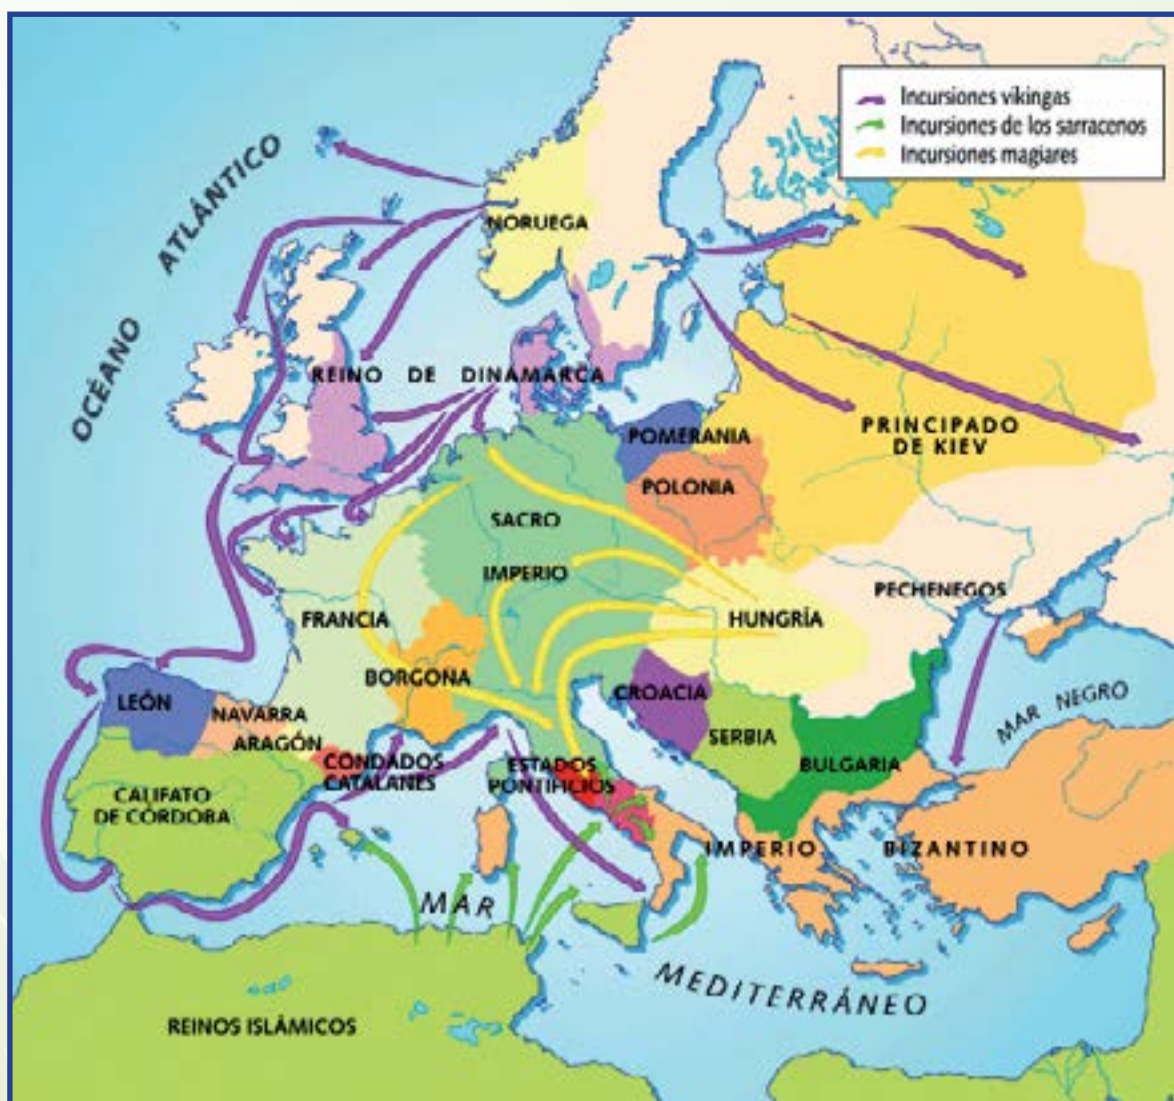 Incursiones vikingas
Incursiones de los sarracenos
Incursiones magiares
OCÉANO ATLÁNTICO
NORUEGA
REINO DE DINAMARCA
POMERANIA
PRINCIPADO
DE KIEV
POLONIA
SACRO
IMPERIO
PECHENEGOS
FRANCIA
HUNGRÍA
BORGOÑA
LEÓN
NAVARRA
ARAGÓN
CROACIA
SERBIA
MAR NEGRO
CONDADOS
CATALANES
ESTADOS
PONTIFICIOS
BULGARIA
CALIFATO
DE CÓRDOBA
IMPERIO BIZANTINO
MAR
MEDITERRÁNEO
REINOS ISLÁMICOS